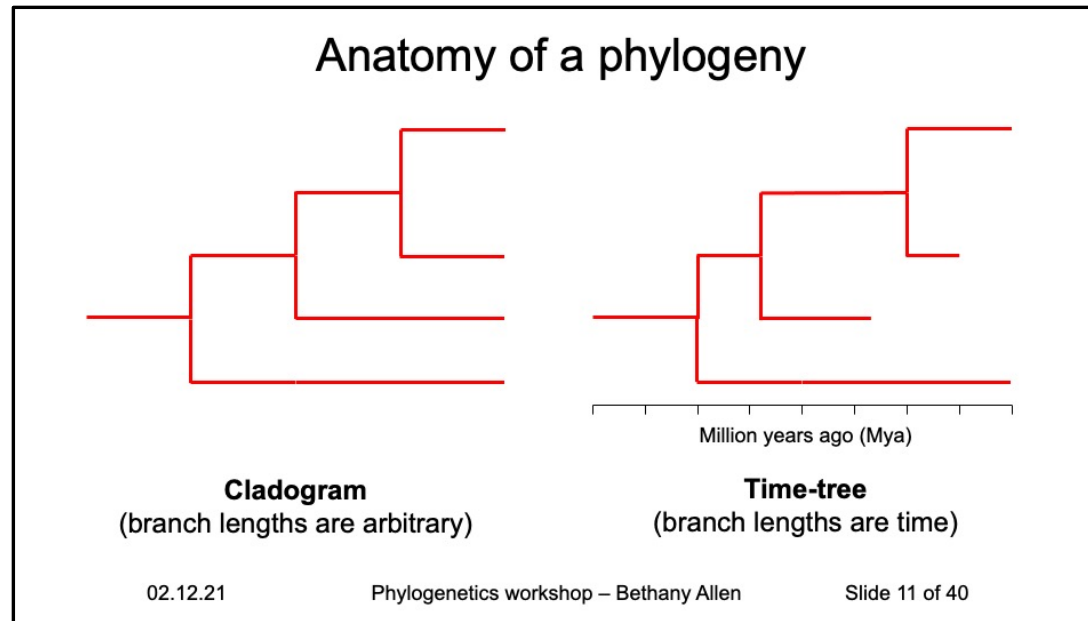 Anatomy of a phylogeny
Million years ago (Mya)
Cladogram
(branch lengths are arbitrary)
Time-tree
(branch lengths are time)
02.12.21
Phylogenetics workshop – Bethany Allen
Slide 11 of 40